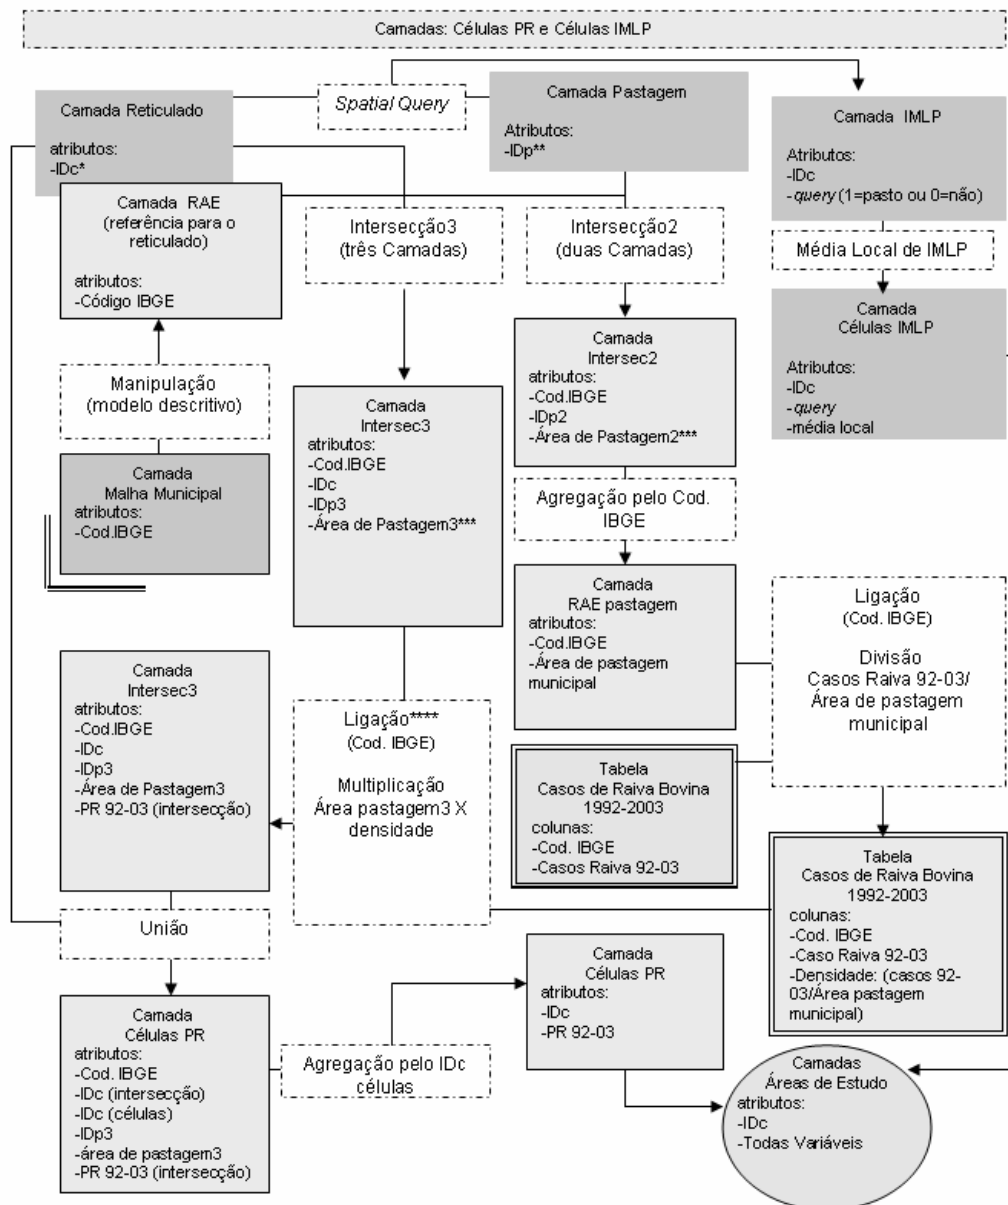 Camadas: Células PR e Células IMLP
Spatial Query
Camada Reticulado
atributos:
-IDc*
Camada Pastagem
Atributos:
-IDp**
Camada IMLP
Atributos:
-IDc
-query (1=pasto ou 0=não)
Camada RAE
(referência para o
reticulado)
atributos:
-Código IBGE
Intersecção3
(três Camadas)
Intersecção2
(duas Camadas)
Média Local de IMLP
Camada
Células IMLP
Atributos:
-IDc
-query
-média local
Manipulação
(modelo descritivo)
Camada
Malha Municipal
atributos:
-Cod.IBGE
Camada
Intersec3
atributos:
-Cod.IBGE
-IDc
-IDp3
-Área de Pastagem3***
Camada
Intersec2
atributos:
-Cod.IBGE
-IDp2
-Área de Pastagem2***
Agregação pelo Cod.
IBGE
Camada
RAE pastagem
atributos:
-Cod.IBGE
-Área de pastagem
municipal
Ligação
(Cod. IBGE)
Divisão
Casos Raiva 92-03/
Área de pastagem
municipal
Camada
Intersec3
atributos:
-Cod.IBGE
-IDc
-IDp3
-Área de Pastagem3
-PR 92-03 (intersecção)
Ligação****
(Cod. IBGE)
Multiplicação
Área pastagem3 X
densidade
Tabela
Casos de Raiva Bovina
1992-2003
colunas:
-Cod. IBGE
-Casos Raiva 92-03
Tabela
Casos de Raiva Bovina
1992-2003
colunas:
-Cod. IBGE
-Caso Raiva 92-03
-Densidade: (casos 92-
03/Área pastagem
municipal)
União
Camada
Células PR
atributos:
-Cod. IBGE
-IDc (intersecção)
-IDc (células)
-IDp3
-área de pastagem3
-PR 92-03 (intersecção)
Agregação pelo IDc
células
Camada
Células PR
atributos:
-IDc
-PR 92-03
Camadas
Áreas de Estudo
atributos:
-IDc
-Todas Variáveis